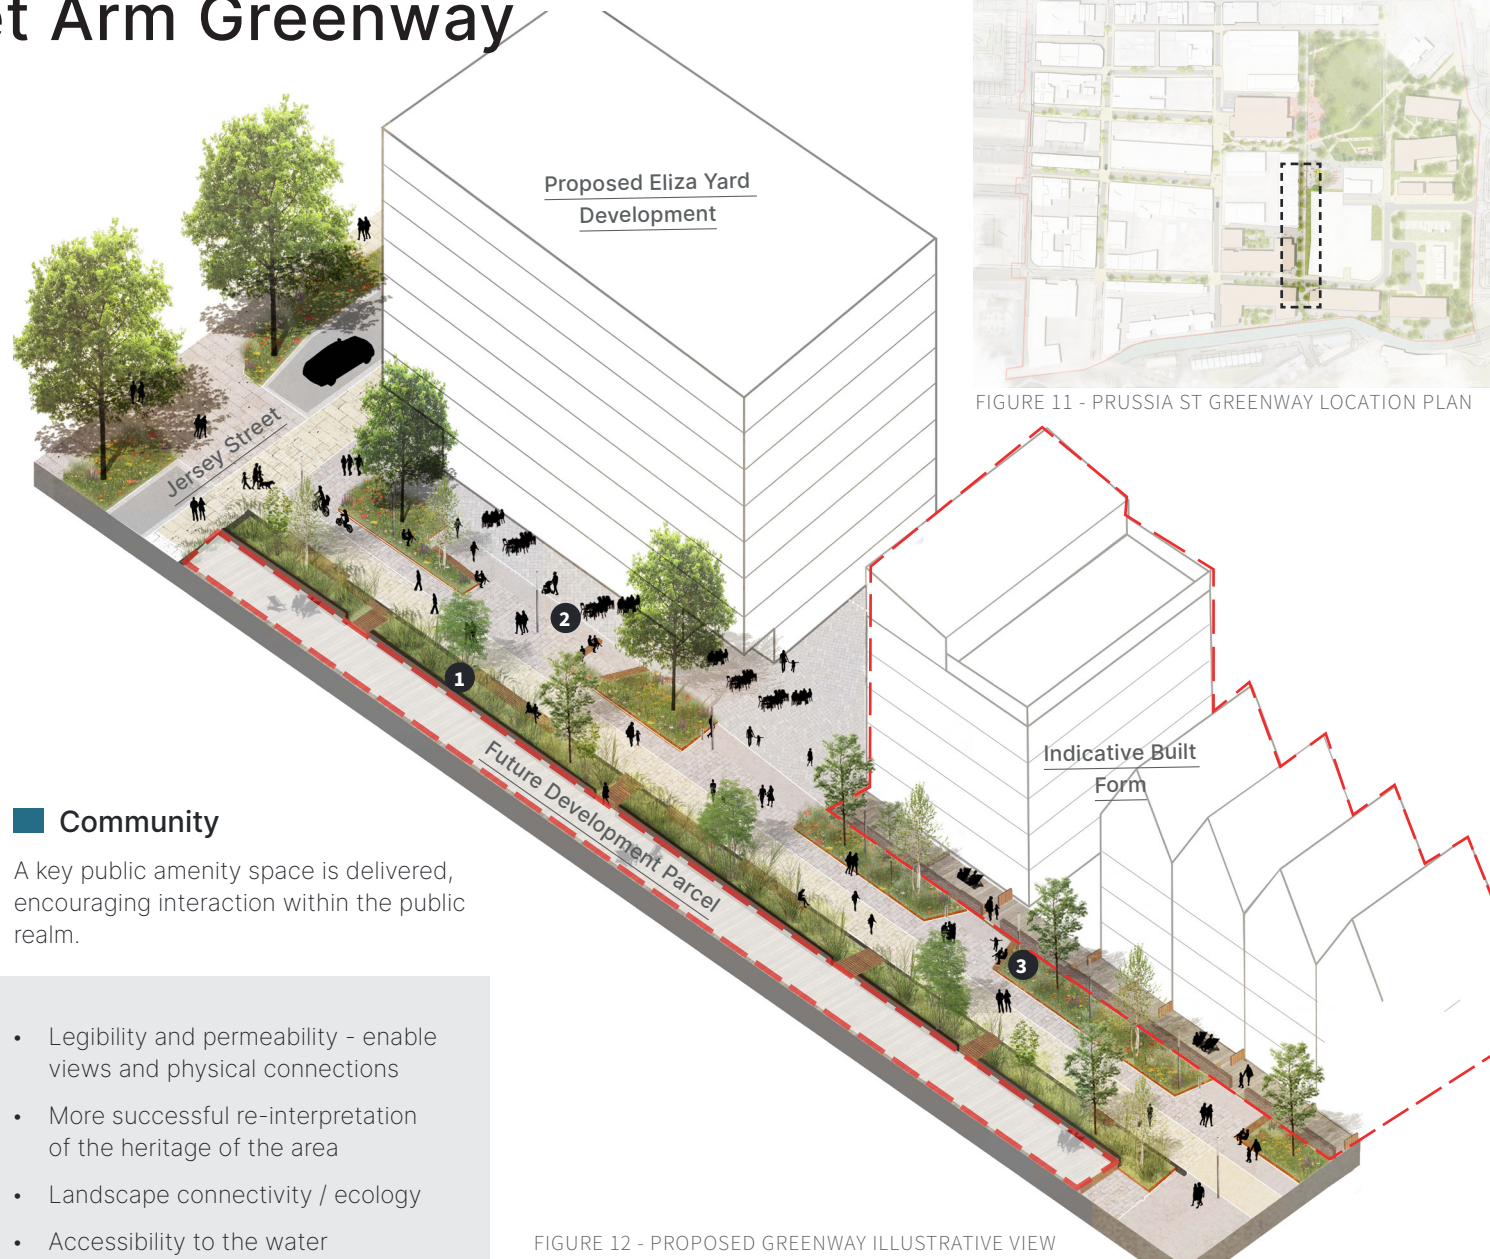 Arm Greenway
Proposed Eliza Yard
Development
FIGURE 11 - PRUSSIA ST GREENWAY LOCATION PLAN
Jersey Street
2
1
Future Development Parcel
Indicative Built
Form
3
Community
A key public amenity space is delivered,
encouraging interaction within the public
realm.
• Legibility and permeability - enable
views and physical connections
• More successful re-interpretation
of the heritage of the area
• Landscape connectivity / ecology
• Accessibility to the water
FIGURE 12 - PROPOSED GREENWAY ILLUSTRATIVE VIEW